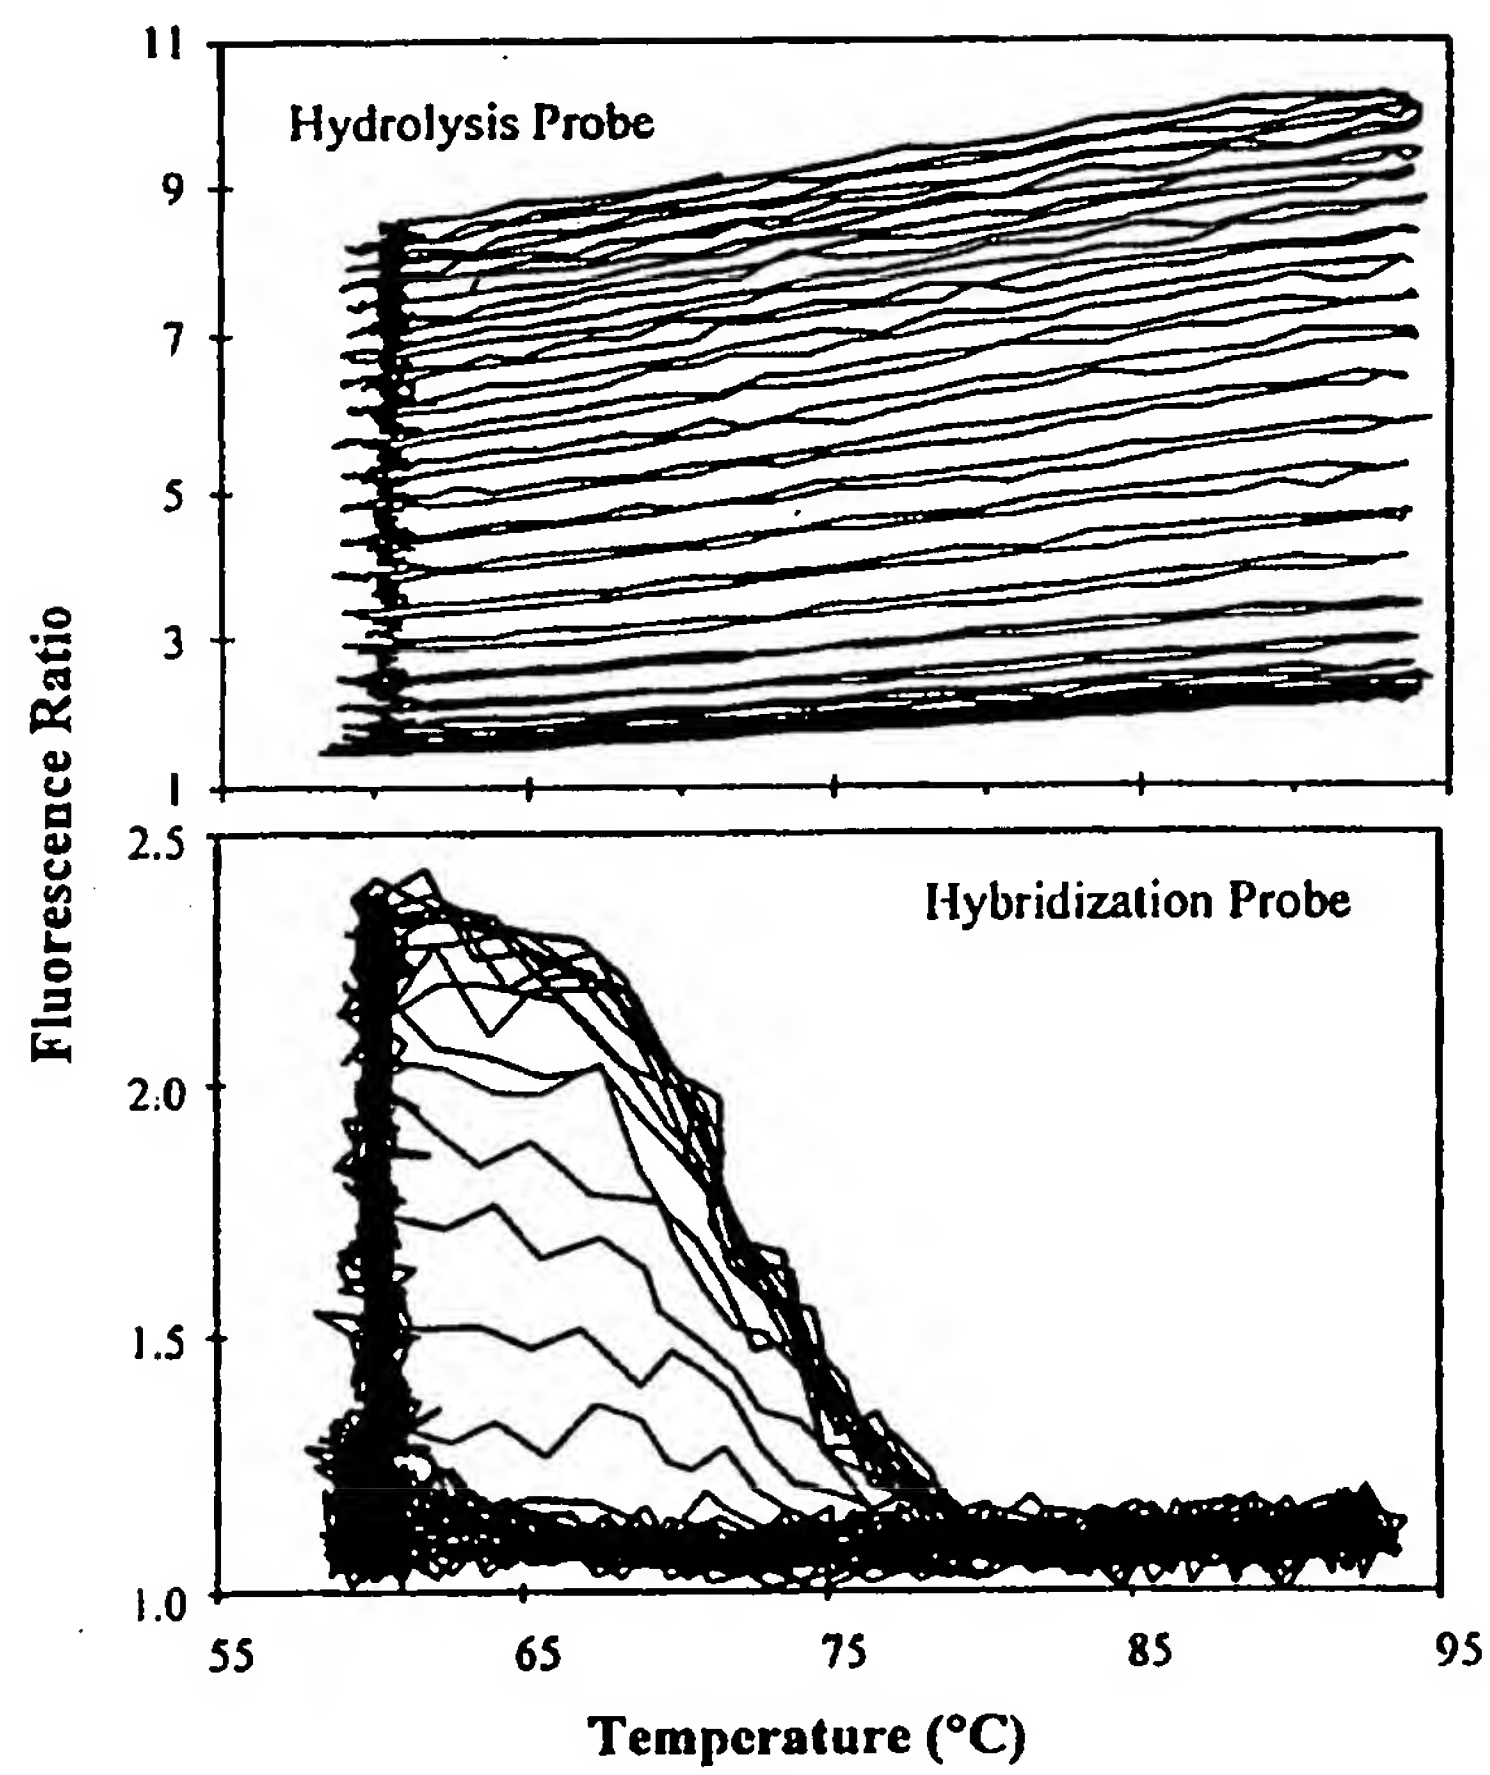 11
Hydrolysis Probe
9
7
5
3
1
Fluorescence Ratio
2.5
Hybridization Probe
2.0
1.5
1.0
55 65 75 85 95
Temperature (°C)